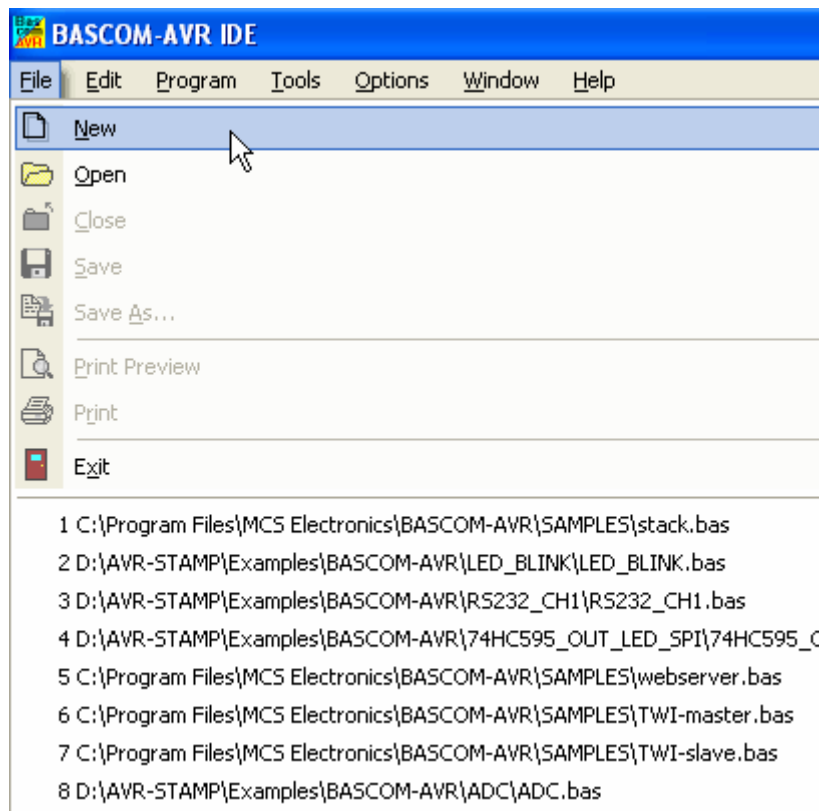 Bas
com
AVR
BASCOM-AVR IDE
File Edit Program Tools Options Window Help
New
Open
Close
Save
Save As...
Print Preview
Print
Exit
1 C:\Program Files\MCS Electronics\BASCOM-AVR\SAMPLES\stack.bas
2 D:\AVR-STAMP\Examples\BASCOM-AVR\LED_BLINK\LED_BLINK.bas
3 D:\AVR-STAMP\Examples\BASCOM-AVR\RS232_CH1\RS232_CH1.bas
4 D:\AVR-STAMP\Examples\BASCOM-AVR\74HC595_OUT_LED_SPI\74HC595_
5 C:\Program Files\MCS Electronics\BASCOM-AVR\SAMPLES\webserver.bas
6 C:\Program Files\MCS Electronics\BASCOM-AVR\SAMPLES\TWI-master.bas
7 C:\Program Files\MCS Electronics\BASCOM-AVR\SAMPLES\TWI-slave.bas
8 D:\AVR-STAMP\Examples\BASCOM-AVR\ADC\ADC.bas